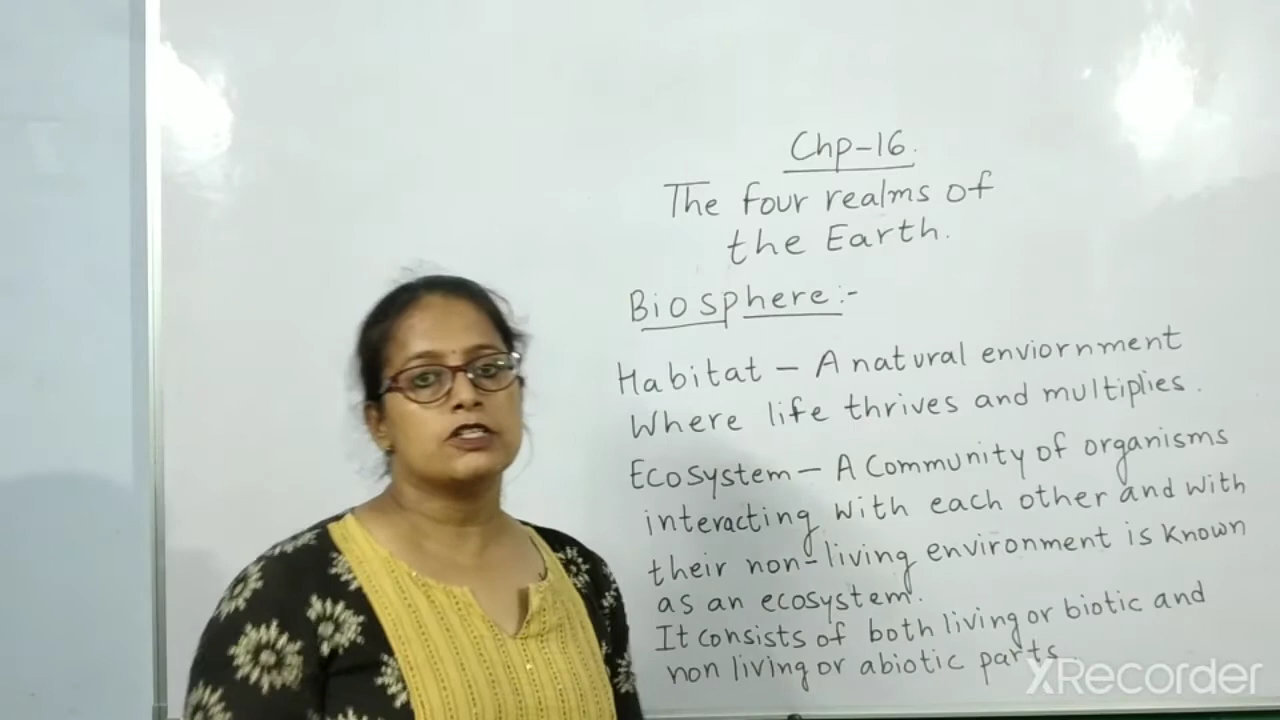 Chp-16.
The four realms of
the Earth.
Biosphere:-
Habitat - A natural enviornment
Where life thrives and multiplies.
Ecosystem - A Community of organisms
interacting with each other and with
their non-living environment is known
as an ecosystem.
It consists of both living or biotic and
non living or abiotic parts
XRecorder